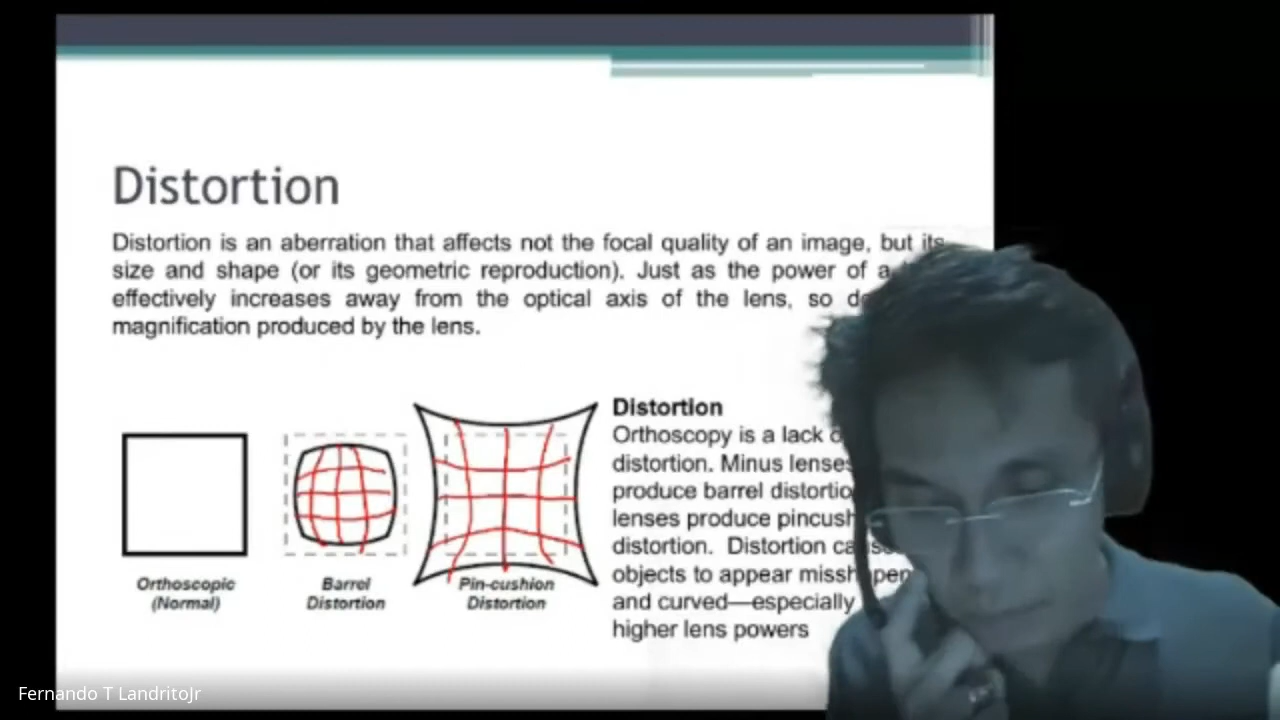 Distortion
Distortion is an aberration that affects not the focal quality of an image, but its
size and shape (or its geometric reproduction). Just as the power of a
effectively increases away from the optical axis of the lens, so
magnification produced by the lens.
Distortion
Orthoscopy is a lack
distortion. Minus lenses
produce barrel
lenses produce
distortion. Distortion
objects to appear
and curved—especially
higher lens powers
Orthoscopic
(Normal)
Barrel
Distortion
Pin-cushion
Distortion
Fernando T LandritoJr